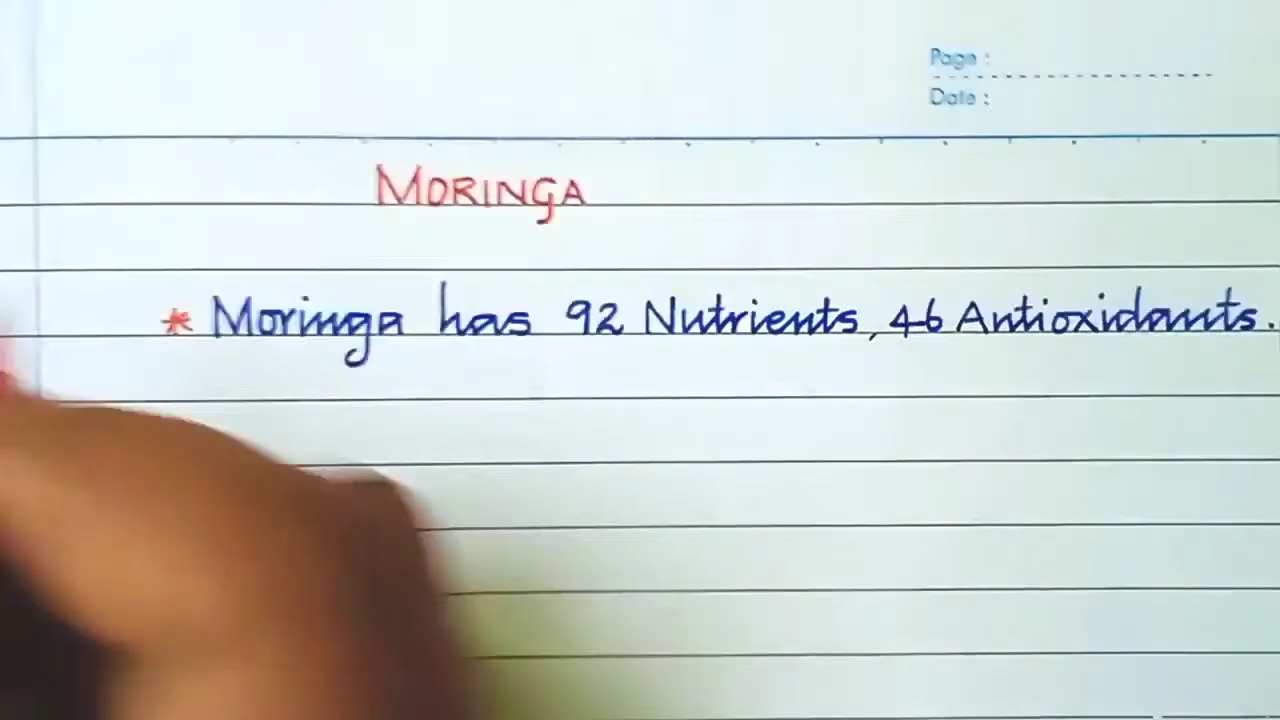 Page :
Date :
MORINGA
* Moringa has 92 Nutrients, 46 Antioxidants.